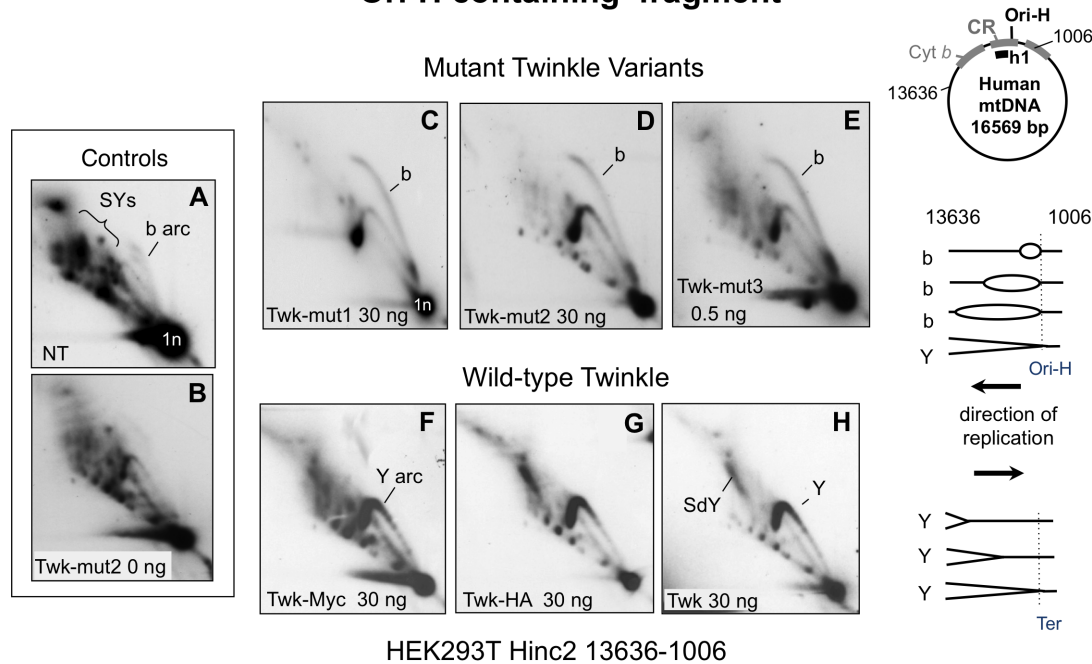 Ori-H containing fragment
Ori-H
CR
1006
Cyt b
h1
13636
Human
mtDNA
16569 bp
Mutant Twinkle Variants
Controls
A
SYs
b arc
1n
NT
B
Twk-mut2 0 ng
C
b
1n
Twk-mut1 30 ng
D
b
Twk-mut2 30 ng
E
b
Twk-mut3
0.5 ng
13636 1006
b
b
b
Y
Ori-H
direction of
replication
Y
Y
Y
Ter
Wild-type Twinkle
F
Y arc
Twk-Myc 30 ng
G
Twk-HA 30 ng
H
SdY
Y
Twk 30 ng
HEK293T Hinc2 13636-1006